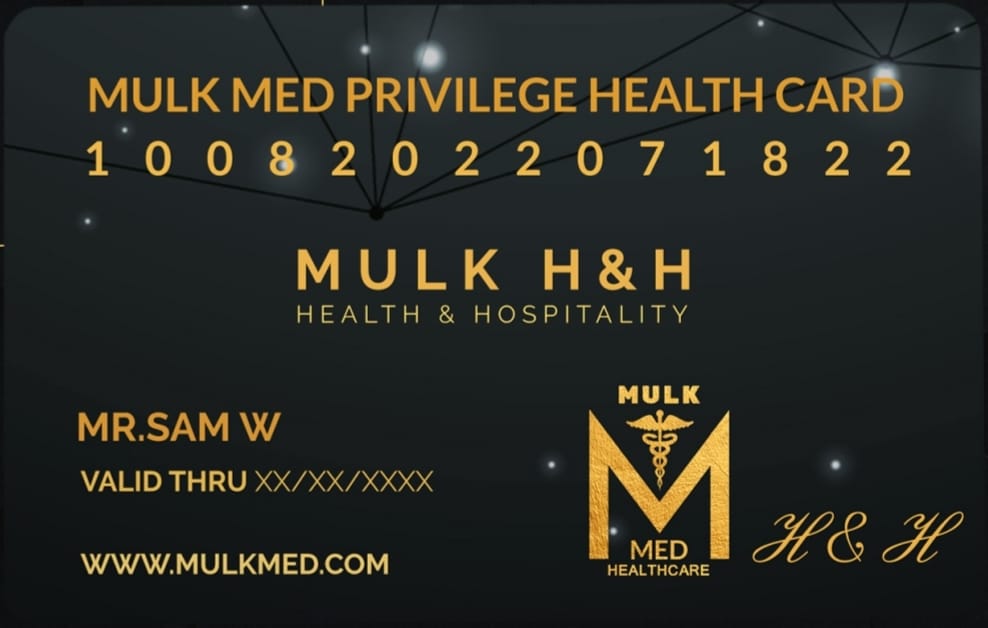 MULK MED PRIVILEGE HEALTH CARD
1 0 0 8 2 0 2 2 0 7 1 8 2 2
MULK H&H
HEALTH & HOSPITALITY
MR.SAM W
VALID THRU XX/XX/XXXX
WWW.MULKMED.COM
MULK
MED
HEALTHCARE
H & H